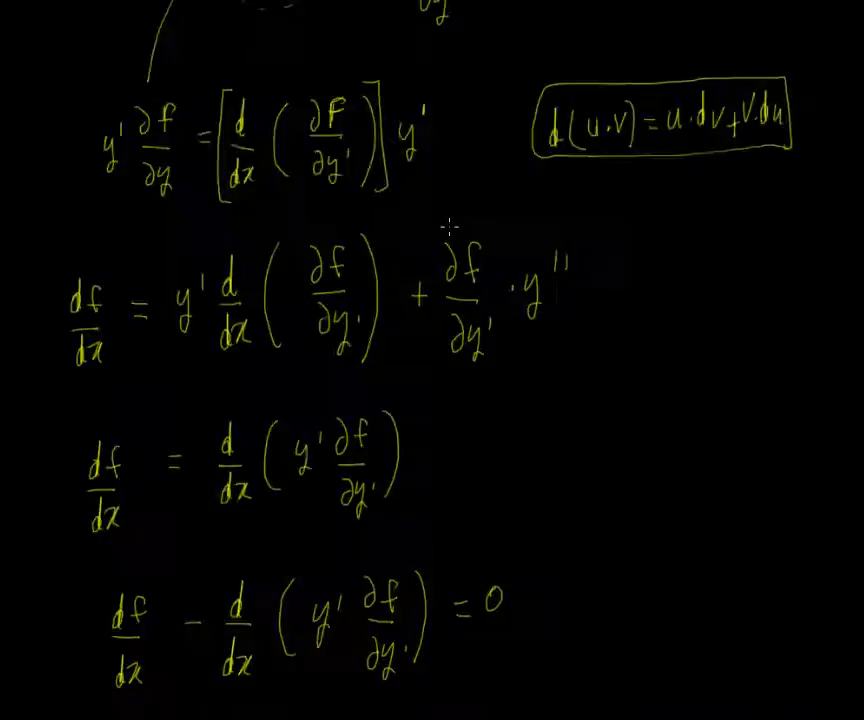 y' ∂f/∂y = [d/dx (∂F/∂y')] y'
d(u.v) = u.dv + v.du
df/dx = y' d/dx (∂f/∂y') + ∂f/∂y' . y''
df/dx = d/dx (y' ∂f/∂y')
df/dx - d/dx (y' ∂f/∂y') = 0